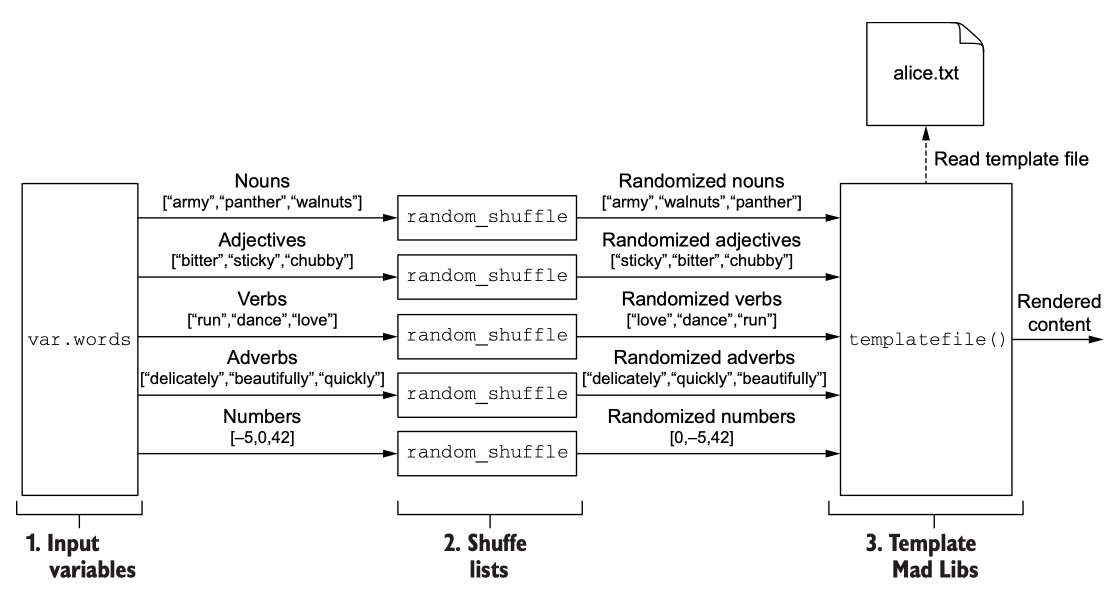 alice.txt
Read template file
Nouns
[“army”,“panther”,“walnuts”]
random_shuffle
Randomized nouns
[“army”,“walnuts”,“panther”]
Adjectives
[“bitter”,“sticky”,“chubby”]
random_shuffle
Randomized adjectives
[“sticky”,“bitter”,“chubby”]
Verbs
[“run”,“dance”,“love”]
random_shuffle
Randomized verbs
[“love”,“dance”,“run”]
var.words
Adverbs
[“delicately”,“beautifully”,“quickly”]
random_shuffle
Randomized adverbs
[“delicately”,“quickly”,“beautifully”]
Numbers
[–5,0,42]
random_shuffle
Randomized numbers
[0,–5,42]
templatefile()
Rendered
content
1. Input
variables
2. Shuffe
lists
3. Template
Mad Libs